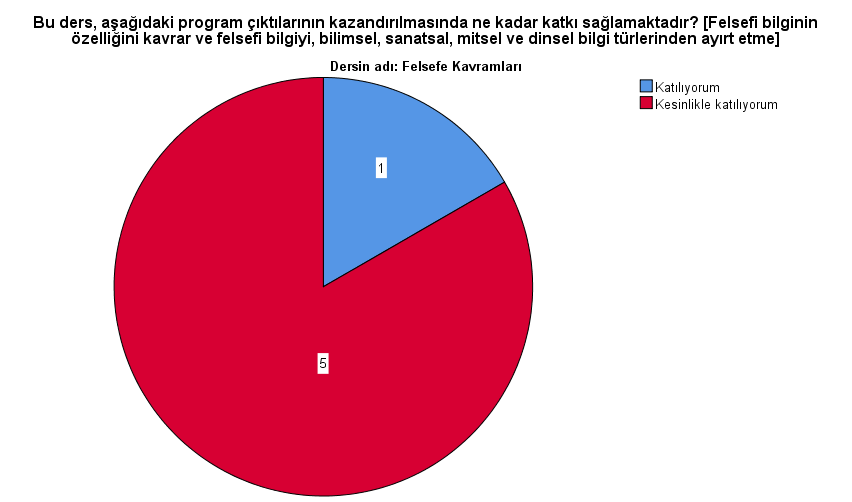 Bu ders, aşağıdaki program çıktılarının kazandırılmasında ne kadar katkı sağlamaktadır? [Felsefi bilginin
özelliğini kavrar ve felsefi bilgiyi, bilimsel, sanatsal, mitsel ve dinsel bilgi türlerinden ayırt etme]
Dersin adı: Felsefe Kavramları
Katılıyorum
Kesinlikle katılıyorum
1
5